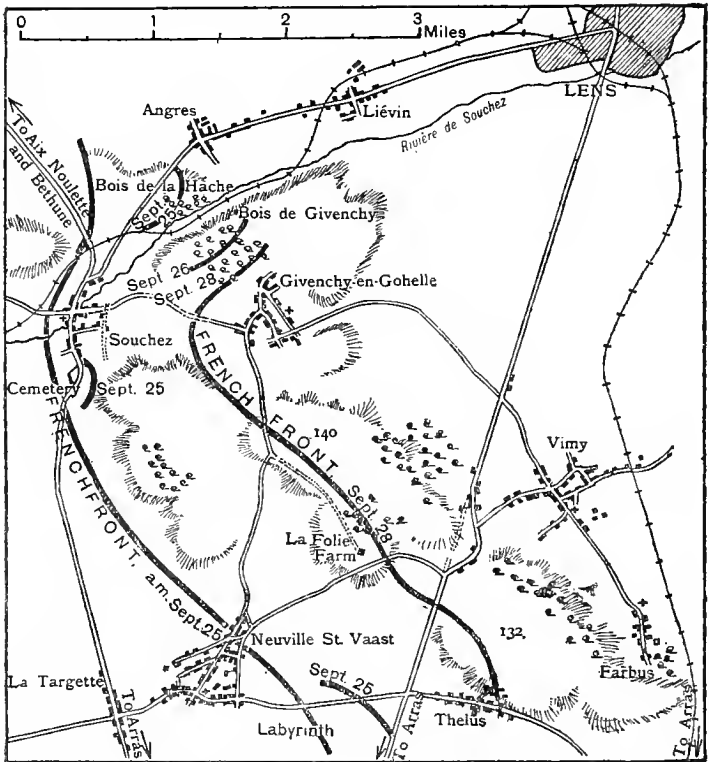 0 1 2 3
Miles
LENS
Angres
Liévin
Rivière de Souchez
To Aix Noulette
and Bethune
Bois de la Hâche
Sept.
25
Bois de Givenchy
Sept. 26
Sept. 28
Givenchy-en-Gohelle
Souchez
Cemetery
Sept. 25
FRENCH FRONT
Sept. 28
140
Vimy
La Folie
Farm
FRENCH FRONT, a.m. Sept. 25
Neuville St. Vaast
132.
Farbus
La Targette
Sept. 25
Labyrinth
Thelus
To Arras
To Arras
To Arras